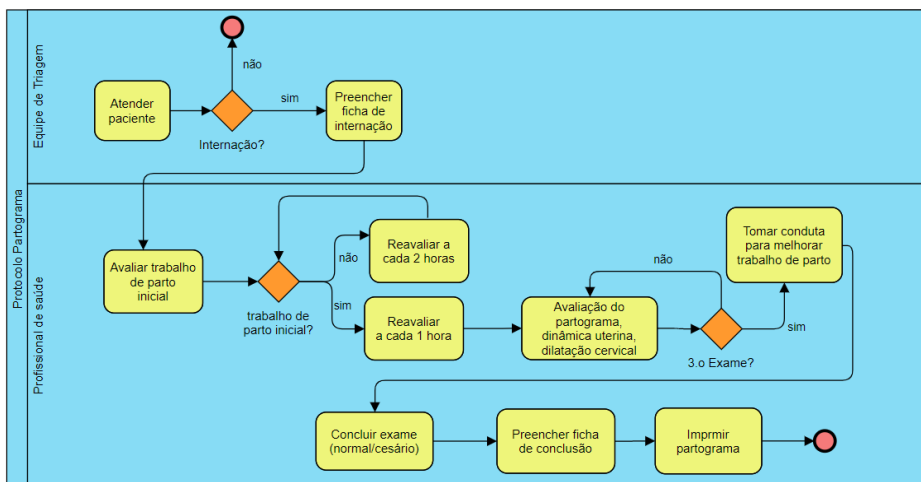 Protocolo Partograma
Equipe de Triagem
Atender
paciente
Internação?
não
sim
Preencher
ficha de
internação
Profissional de saúde
Avaliar trabalho
de parto
inicial
trabalho de
parto inicial?
não
sim
Reavaliar a
cada 2 horas
Reavaliar
a cada 1 hora
Avaliação do
partograma,
dinâmica uterina,
dilatação cervical
não
3.o Exame?
sim
Tomar conduta
para melhorar
trabalho de parto
Concluir exame
(normal/cesário)
Preencher ficha
de conclusão
Imprmir
partograma